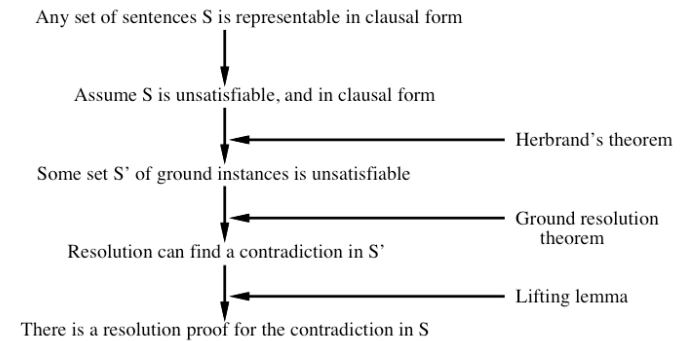 Any set of sentences S is representable in clausal form
Assume S is unsatisfiable, and in clausal form
Herbrand’s theorem
Some set S’ of ground instances is unsatisfiable
Ground resolution
theorem
Resolution can find a contradiction in S’
Lifting lemma
There is a resolution proof for the contradiction in S